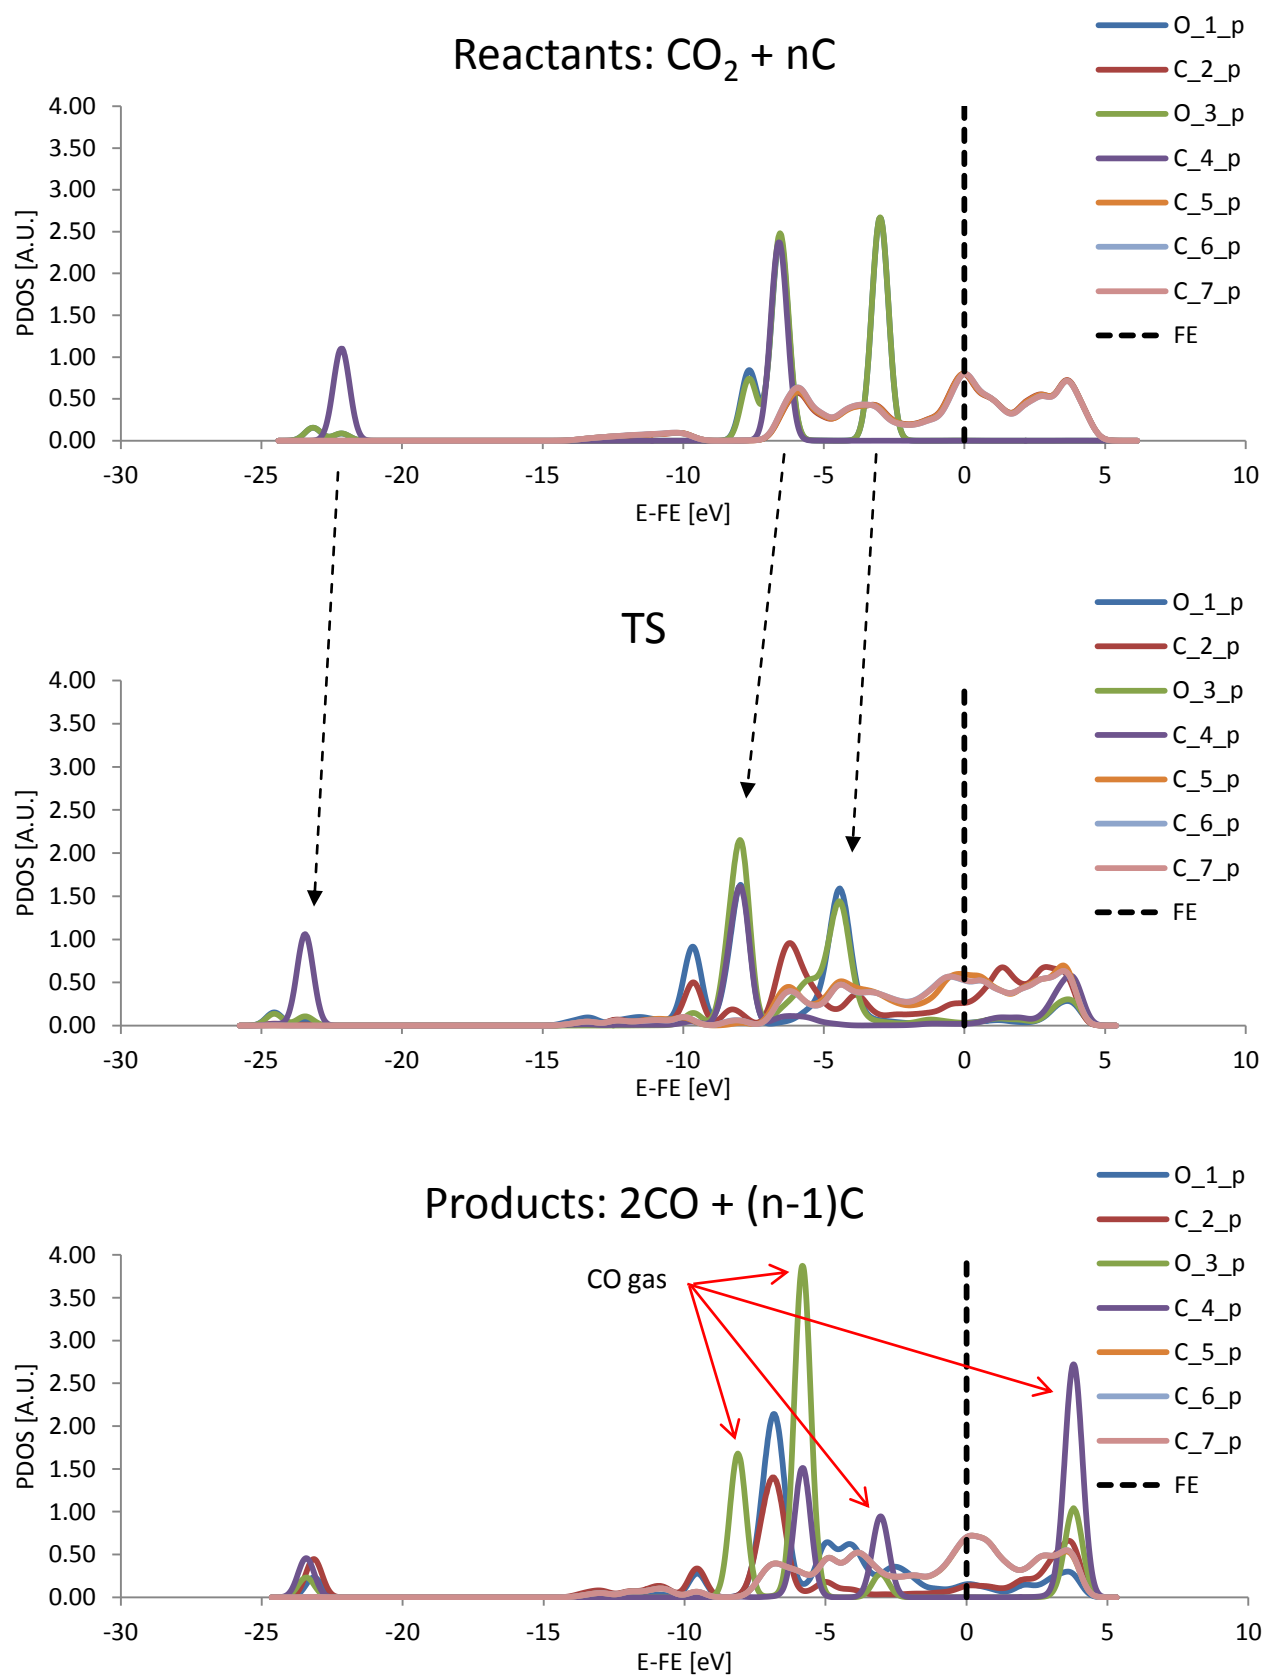 Reactants: CO2 + nC
O_1_p
C_2_p
O_3_p
C_4_p
C_5_p
C_6_p
C_7_p
FE
PDOS [A.U.]
4.00
3.50
3.00
2.50
2.00
1.50
1.00
0.50
0.00
-30 -25 -20 -15 -10 -5 0 5 10
E-FE [eV]
TS
O_1_p
C_2_p
O_3_p
C_4_p
C_5_p
C_6_p
C_7_p
FE
PDOS [A.U.]
4.00
3.50
3.00
2.50
2.00
1.50
1.00
0.50
0.00
-30 -25 -20 -15 -10 -5 0 5 10
E-FE [eV]
Products: 2CO + (n-1)C
CO gas
O_1_p
C_2_p
O_3_p
C_4_p
C_5_p
C_6_p
C_7_p
FE
PDOS [A.U.]
4.00
3.50
3.00
2.50
2.00
1.50
1.00
0.50
0.00
-30 -25 -20 -15 -10 -5 0 5 10
E-FE [eV]